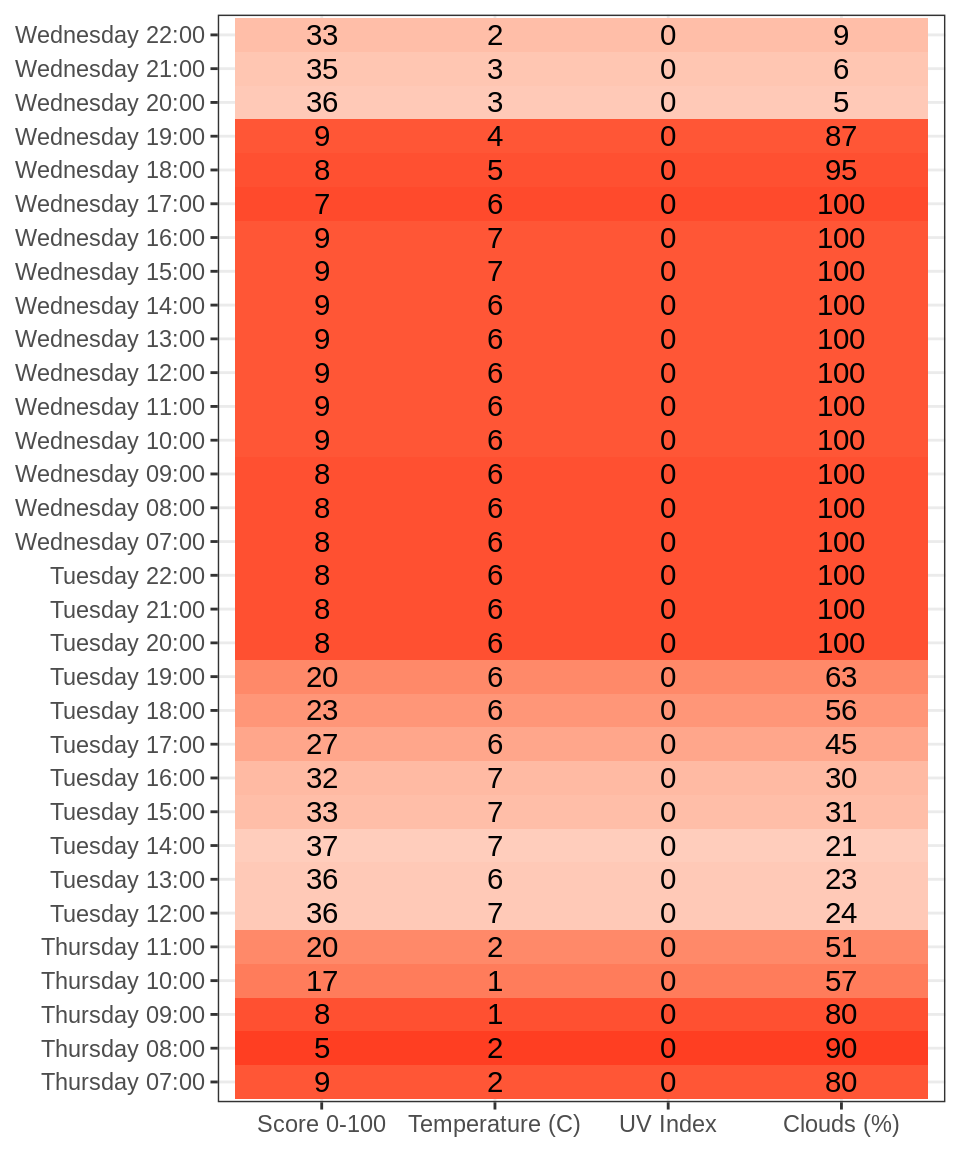 Wednesday 22:00 33 2 0 9
Wednesday 21:00 35 3 0 6
Wednesday 20:00 36 3 0 5
Wednesday 19:00 9 4 0 87
Wednesday 18:00 8 5 0 95
Wednesday 17:00 7 6 0 100
Wednesday 16:00 9 7 0 100
Wednesday 15:00 9 7 0 100
Wednesday 14:00 9 6 0 100
Wednesday 13:00 9 6 0 100
Wednesday 12:00 9 6 0 100
Wednesday 11:00 9 6 0 100
Wednesday 10:00 9 6 0 100
Wednesday 09:00 8 6 0 100
Wednesday 08:00 8 6 0 100
Wednesday 07:00 8 6 0 100
Tuesday 22:00 8 6 0 100
Tuesday 21:00 8 6 0 100
Tuesday 20:00 8 6 0 100
Tuesday 19:00 20 6 0 63
Tuesday 18:00 23 6 0 56
Tuesday 17:00 27 6 0 45
Tuesday 16:00 32 7 0 30
Tuesday 15:00 33 7 0 31
Tuesday 14:00 37 7 0 21
Tuesday 13:00 36 6 0 23
Tuesday 12:00 36 7 0 24
Thursday 11:00 20 2 0 51
Thursday 10:00 17 1 0 57
Thursday 09:00 8 1 0 80
Thursday 08:00 5 2 0 90
Thursday 07:00 9 2 0 80
Score 0-100 Temperature (C) UV Index Clouds (%)